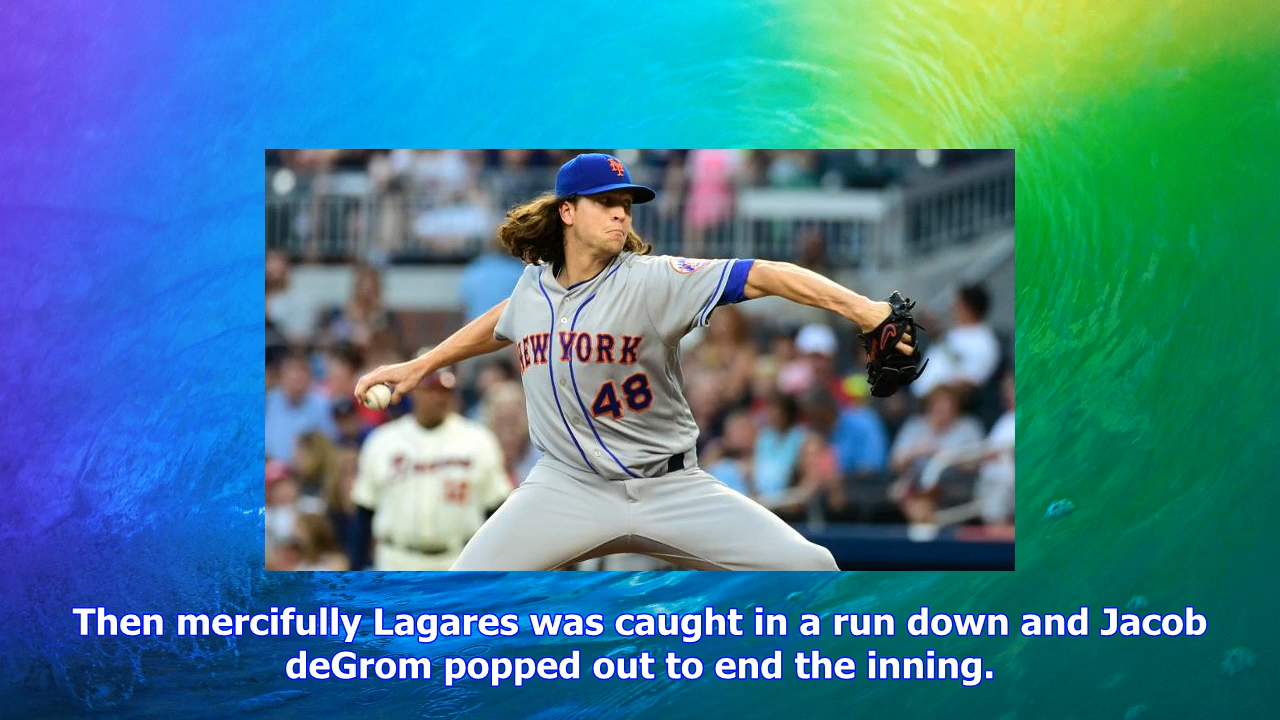 NEW YORK
48
Then mercifully Lagares was caught in a run down and Jacob
deGrom popped out to end the inning.